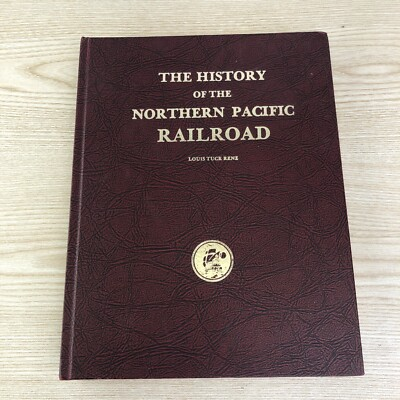 THE HISTORY
OF THE
NORTHERN PACIFIC
RAILROAD
LOUIS TUCK RENZ